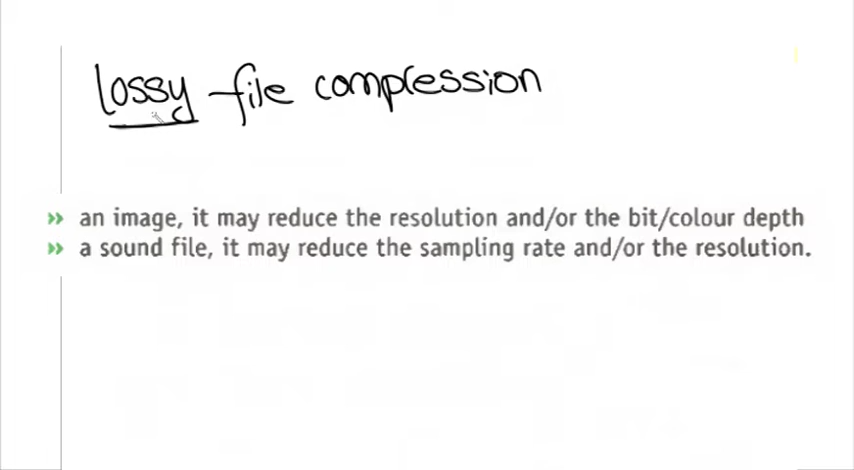 lossy file compression
» an image, it may reduce the resolution and/or the bit/colour depth
» a sound file, it may reduce the sampling rate and/or the resolution.